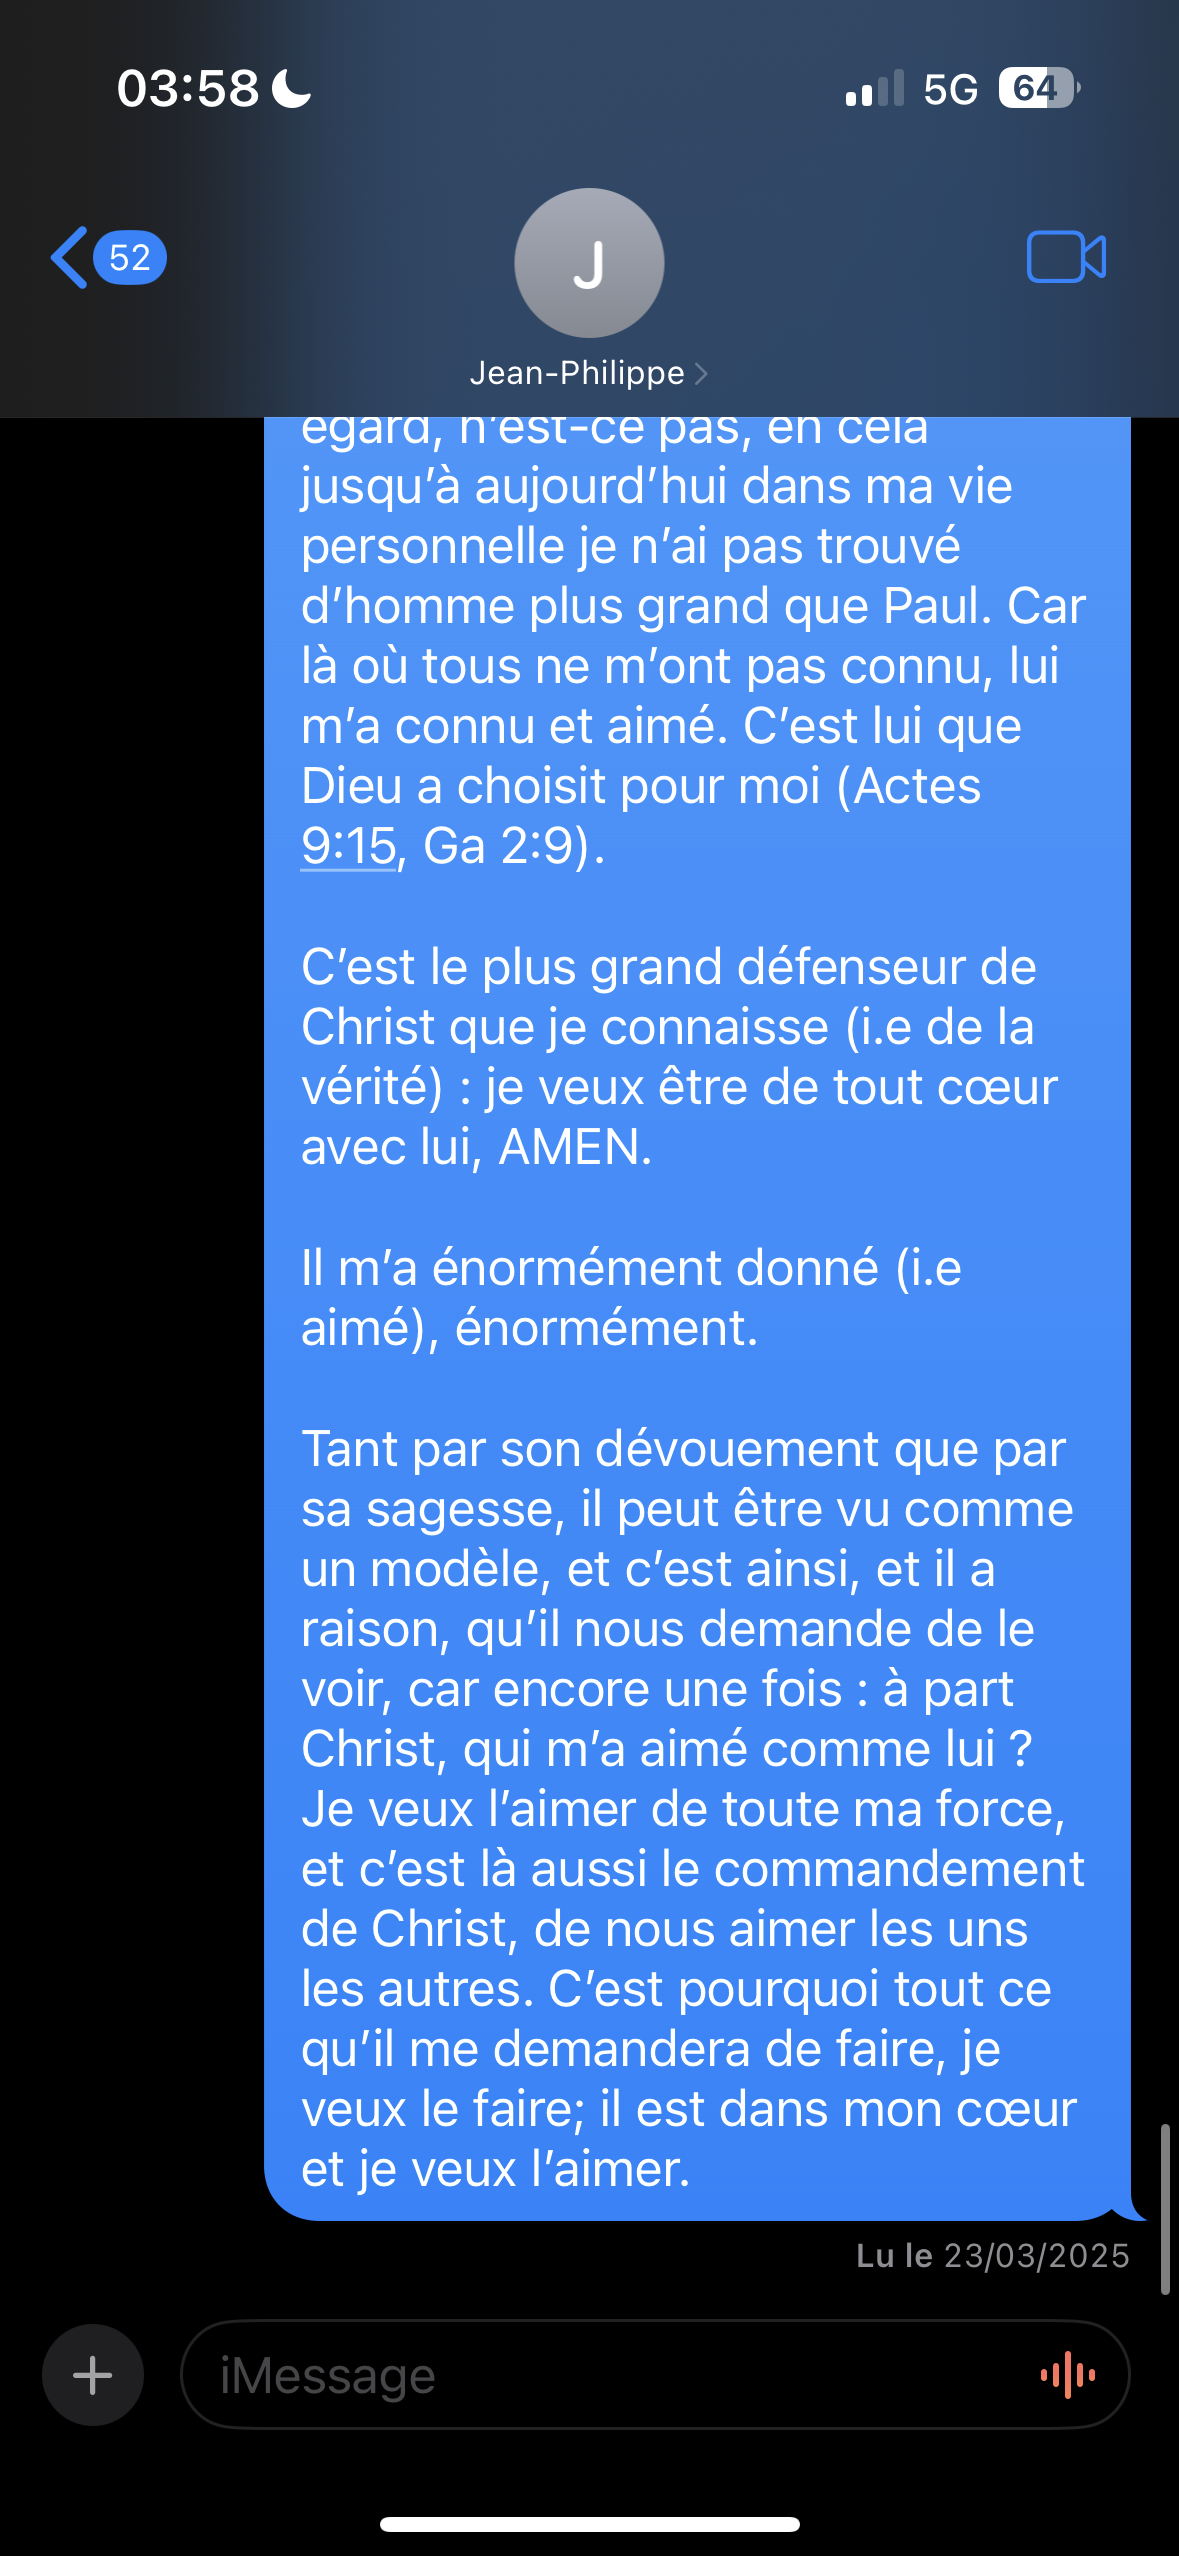 03:58
5G
64
52
J
Jean-Philippe
égard, n’est-ce pas, en cela
jusqu’à aujourd’hui dans ma vie
personnelle je n’ai pas trouvé
d’homme plus grand que Paul. Car
là où tous ne m’ont pas connu, lui
m’a connu et aimé. C’est lui que
Dieu a choisit pour moi (Actes
9:15, Ga 2:9).
C’est le plus grand défenseur de
Christ que je connaisse (i.e de la
vérité) : je veux être de tout cœur
avec lui, AMEN.
Il m’a énormément donné (i.e
aimé), énormément.
Tant par son dévouement que par
sa sagesse, il peut être vu comme
un modèle, et c’est ainsi, et il a
raison, qu’il nous demande de le
voir, car encore une fois : à part
Christ, qui m’a aimé comme lui ?
Je veux l’aimer de toute ma force,
et c’est là aussi le commandement
de Christ, de nous aimer les uns
les autres. C’est pourquoi tout ce
qu’il me demandera de faire, je
veux le faire; il est dans mon cœur
et je veux l’aimer.
Lu le 23/03/2025
iMessage